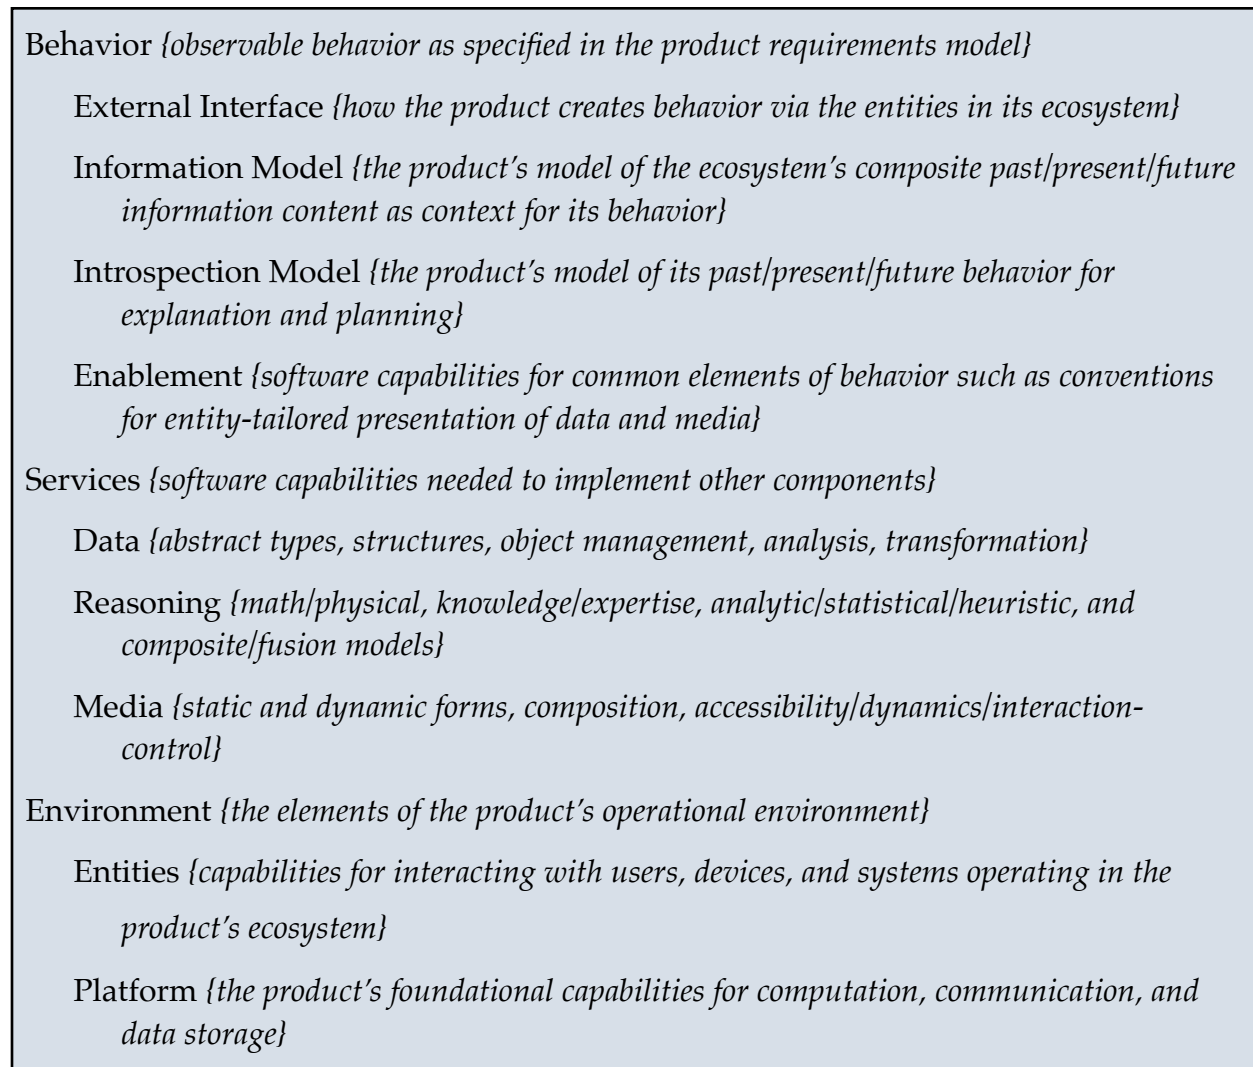 Behavior {observable behavior as specified in the product requirements model}
External Interface {how the product creates behavior via the entities in its ecosystem}
Information Model {the product’s model of the ecosystem’s composite past/present/future
information content as context for its behavior}
Introspection Model {the product’s model of its past/present/future behavior for
explanation and planning}
Enablement {software capabilities for common elements of behavior such as conventions
for entity-tailored presentation of data and media}
Services {software capabilities needed to implement other components}
Data {abstract types, structures, object management, analysis, transformation}
Reasoning {math/physical, knowledge/expertise, analytic/statistical/heuristic, and
composite/fusion models}
Media {static and dynamic forms, composition, accessibility/dynamics/interaction-
control}
Environment {the elements of the product’s operational environment}
Entities {capabilities for interacting with users, devices, and systems operating in the
product’s ecosystem}
Platform {the product’s foundational capabilities for computation, communication, and
data storage}